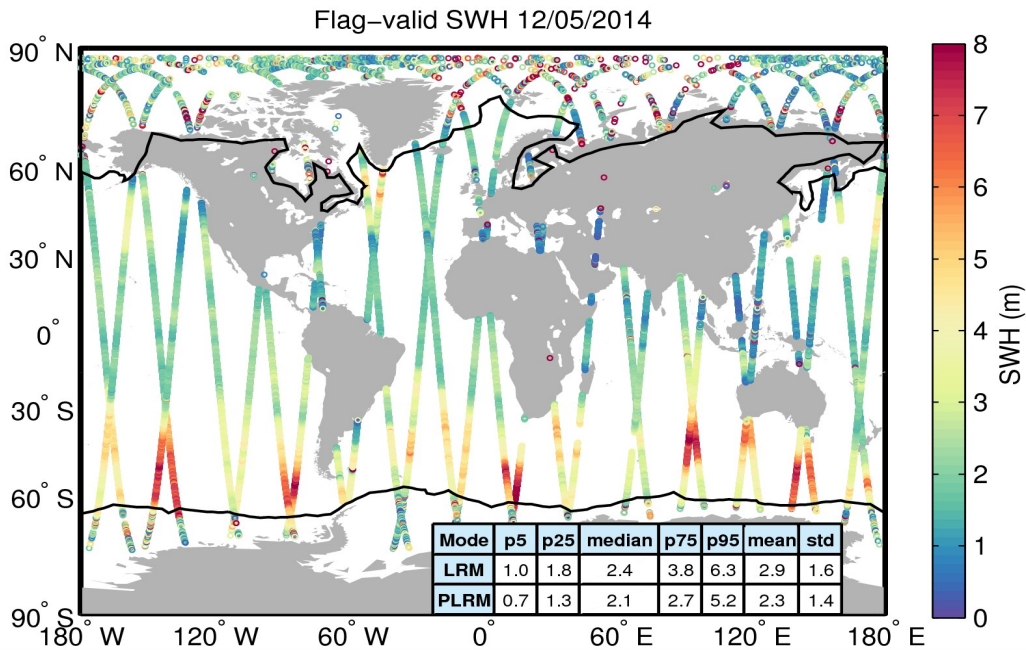 Flag−valid SWH 12/05/2014
90° N
60° N
30° N
0°
30° S
60° S
90° S
180° W
120° W
60° W
0°
60° E
120° E
180° E
Mode p5 p25 median p75 p95 mean std
LRM 1.0 1.8 2.4 3.8 6.3 2.9 1.6
PLRM 0.7 1.3 2.1 2.7 5.2 2.3 1.4
8
7
6
5
4
3
2
1
0
SWH (m)